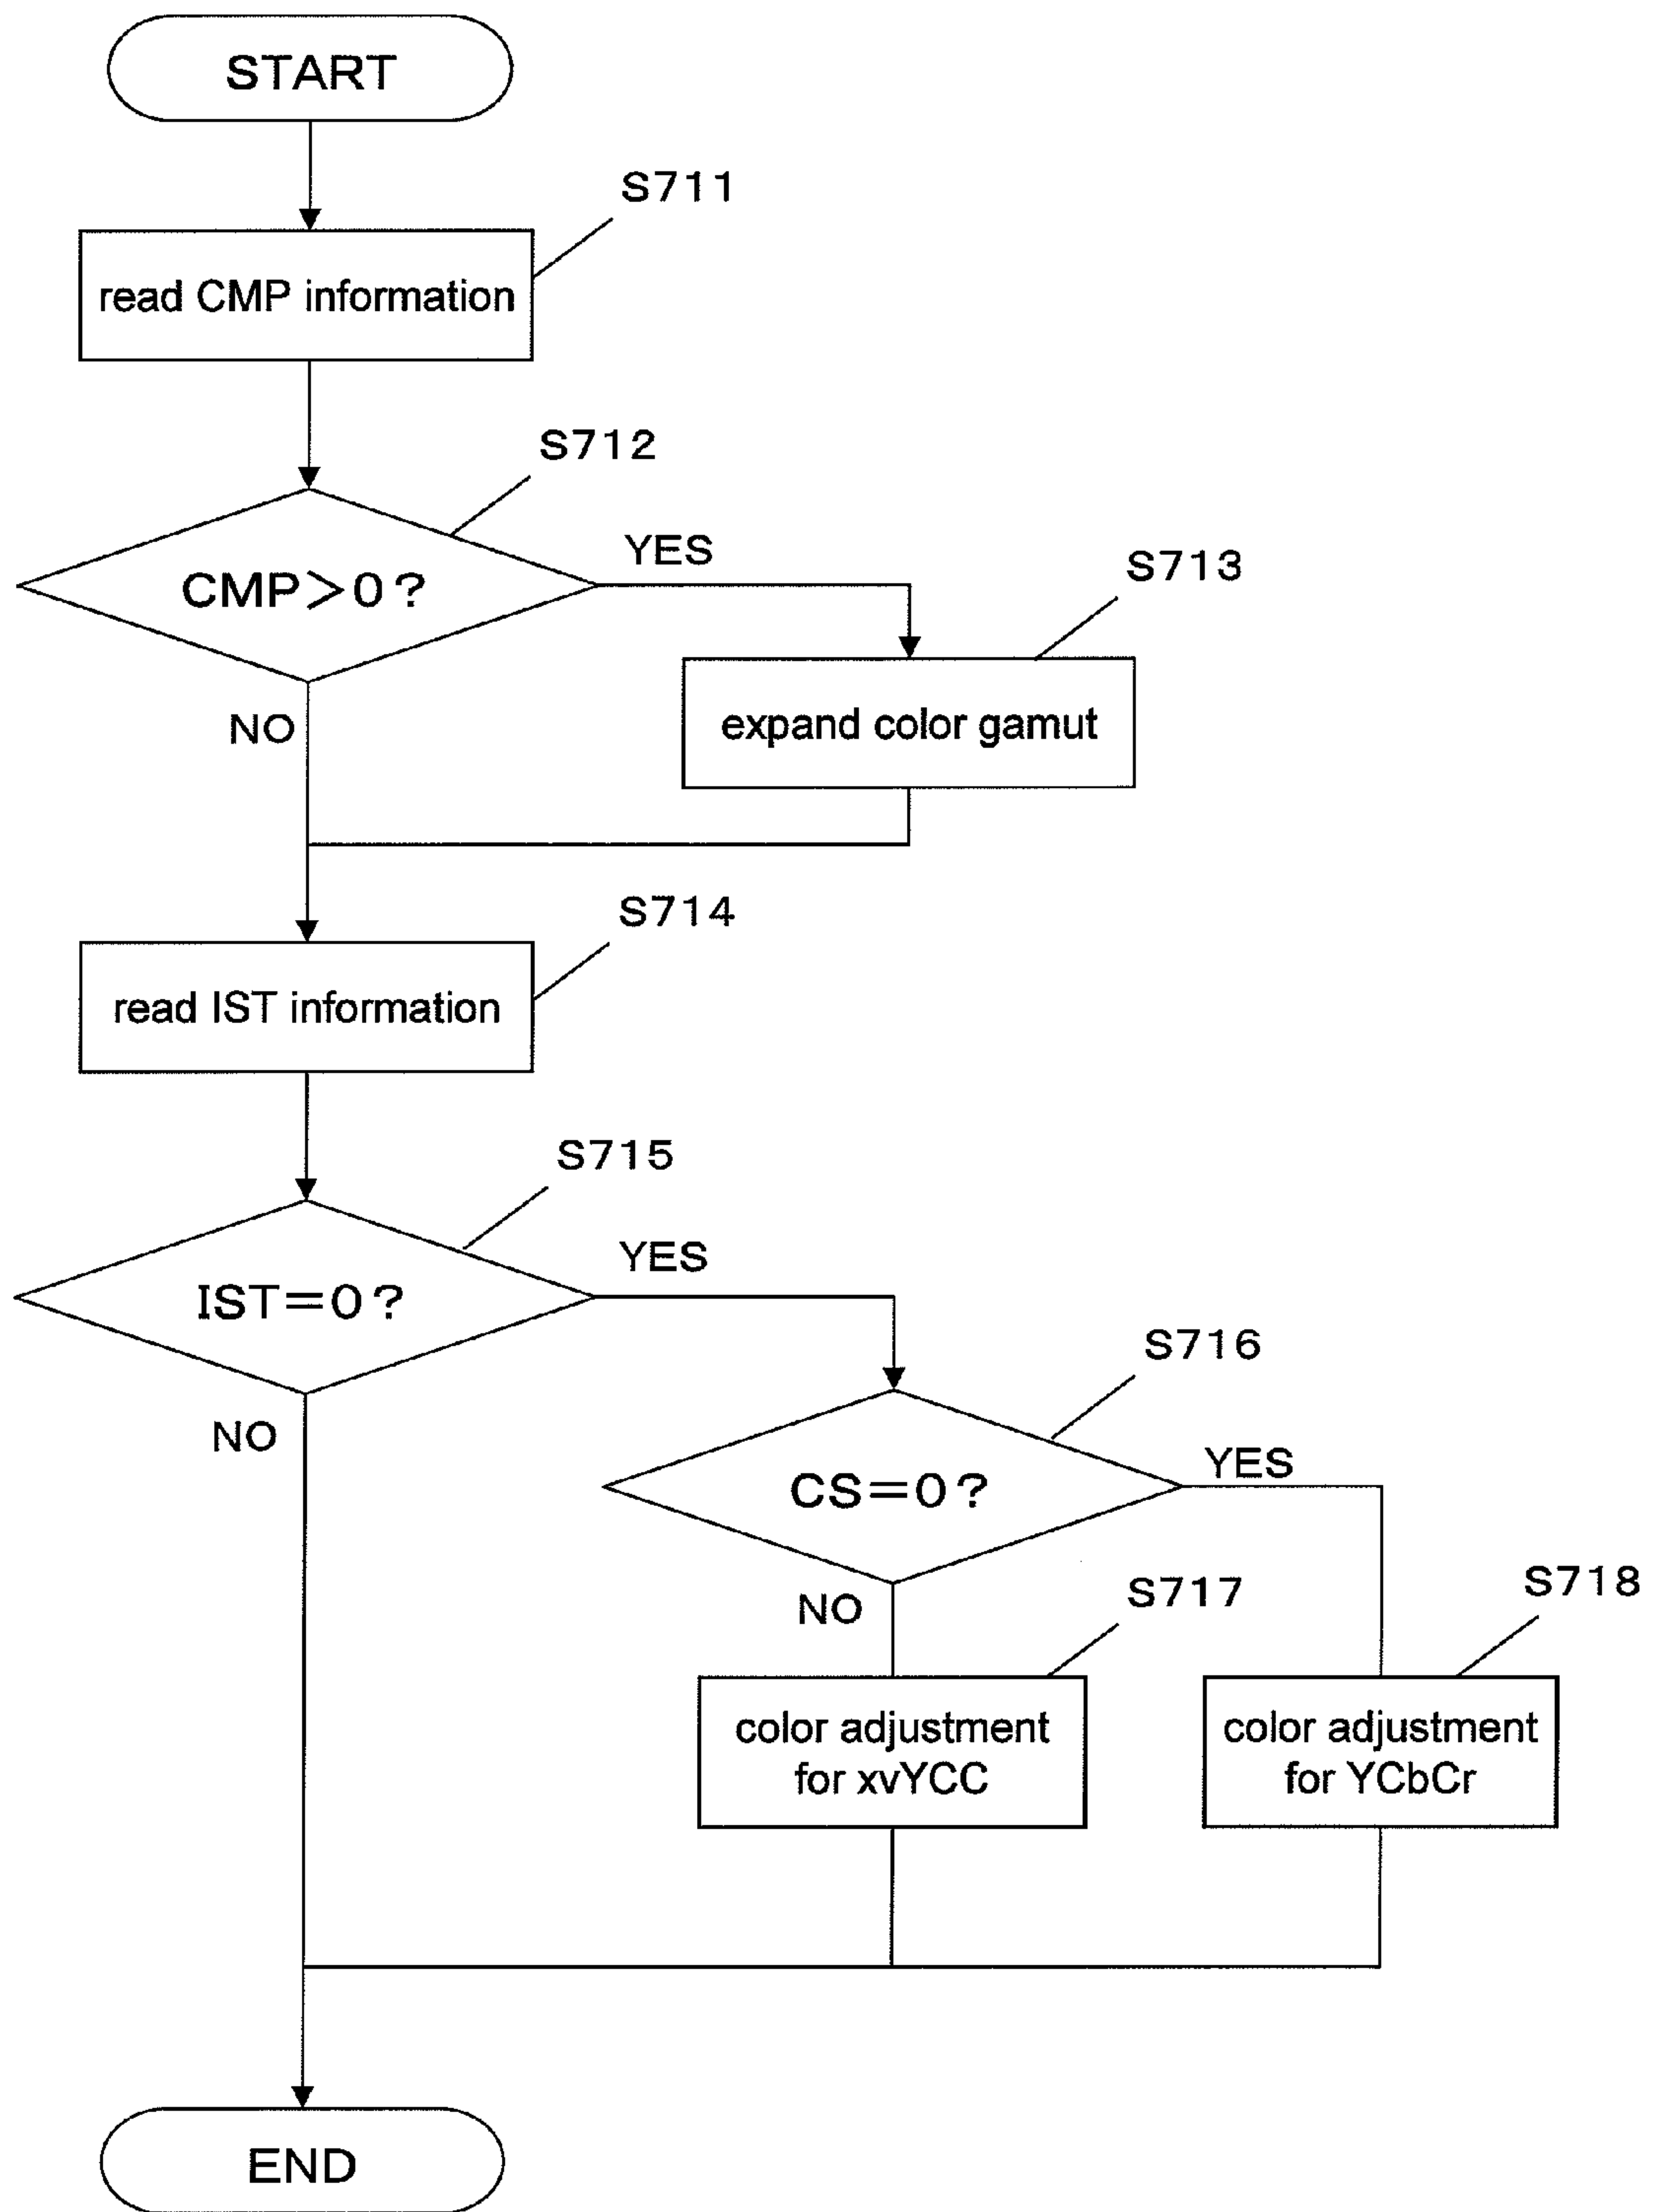 START
S711
read CMP information
S712
CMP>0?
YES
S713
expand color gamut
NO
S714
read IST information
S715
IST=0?
YES
S716
NO
CS=0?
YES
NO
S717
S718
color adjustment
for xvYCC
color adjustment
for YCbCr
END